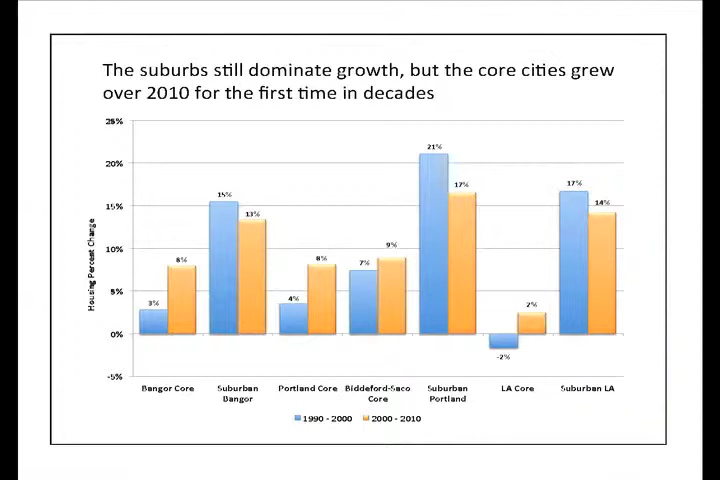 The suburbs still dominate growth, but the core cities grew
over 2010 for the first time in decades
25%
20%
15%
10%
5%
0%
-5%
Housing Percent Change
3%
8%
15%
13%
4%
8%
7%
9%
21%
17%
-2%
2%
17%
14%
Bangor Core
Suburban
Bangor
Portland Core
Biddeford-Saco
Core
Suburban
Portland
LA Core
Suburban LA
1990 - 2000
2000 - 2010